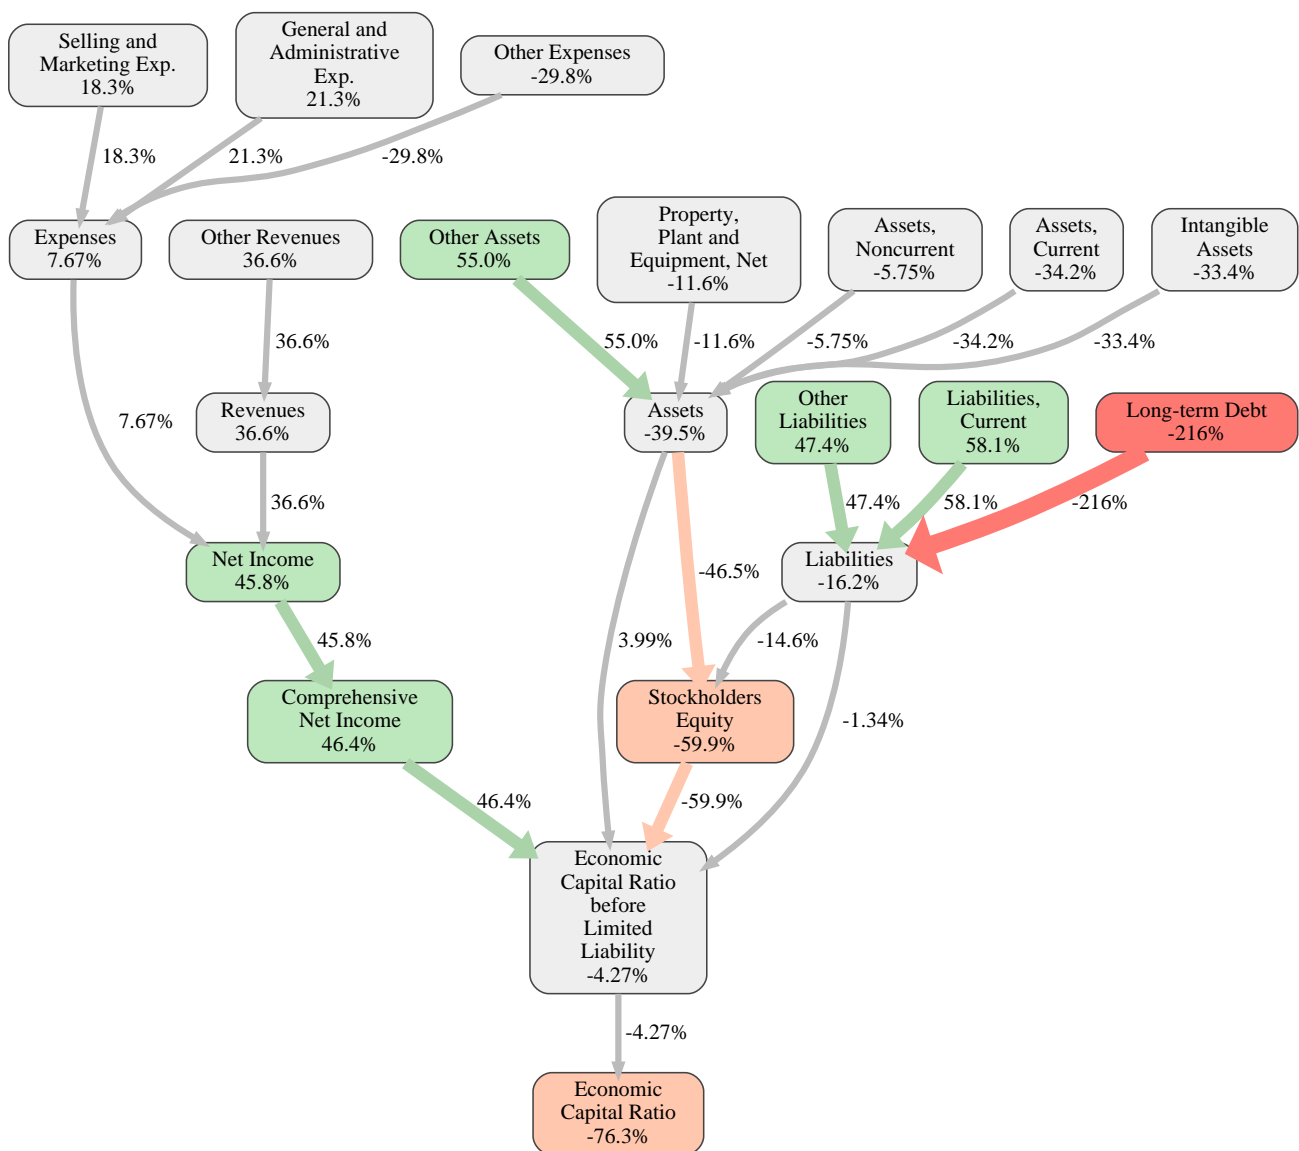 Selling and
Marketing Exp.
18.3%
General and
Administrative
Exp.
21.3%
Other Expenses
-29.8%
18.3%
21.3%
-29.8%
Expenses
7.67%
Other Revenues
36.6%
Other Assets
55.0%
Property,
Plant and
Equipment, Net
-11.6%
Assets,
Noncurrent
-5.75%
Assets,
Current
-34.2%
Intangible
Assets
-33.4%
36.6%
55.0%
-11.6%
-5.75%
-34.2%
-33.4%
7.67%
Revenues
36.6%
Assets
-39.5%
Other
Liabilities
47.4%
Liabilities,
Current
58.1%
Long-term Debt
-216%
36.6%
47.4%
58.1%
-216%
Net Income
45.8%
-46.5%
Liabilities
-16.2%
45.8%
3.99%
-14.6%
-1.34%
Comprehensive
Net Income
46.4%
Stockholders
Equity
-59.9%
46.4%
-59.9%
Economic
Capital Ratio
before
Limited
Liability
-4.27%
-4.27%
Economic
Capital Ratio
-76.3%